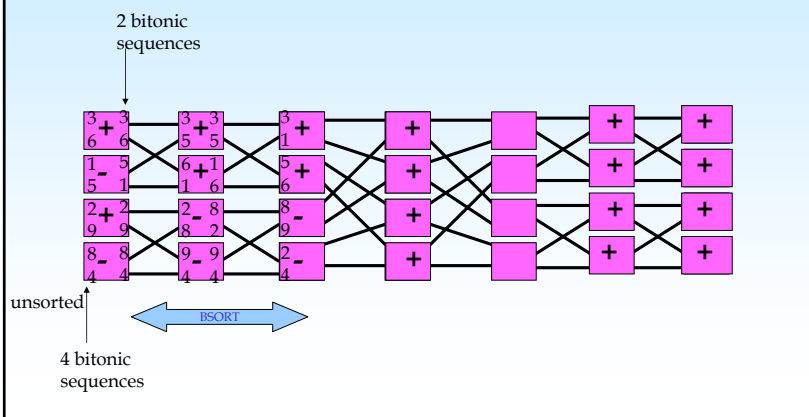 2 bitonic
sequences
3 + 3 3 + 3 3 + + + +
6 6 5 5 1
1 - 5 6 + 1 5 + + + +
5 1 1 6 6
2 + 2 2 - 8 8 - + + +
9 9 8 2 9
8 - 8 9 - 9 2 - + + +
4 4 4 4 4
unsorted
BSORT
4 bitonic
sequences